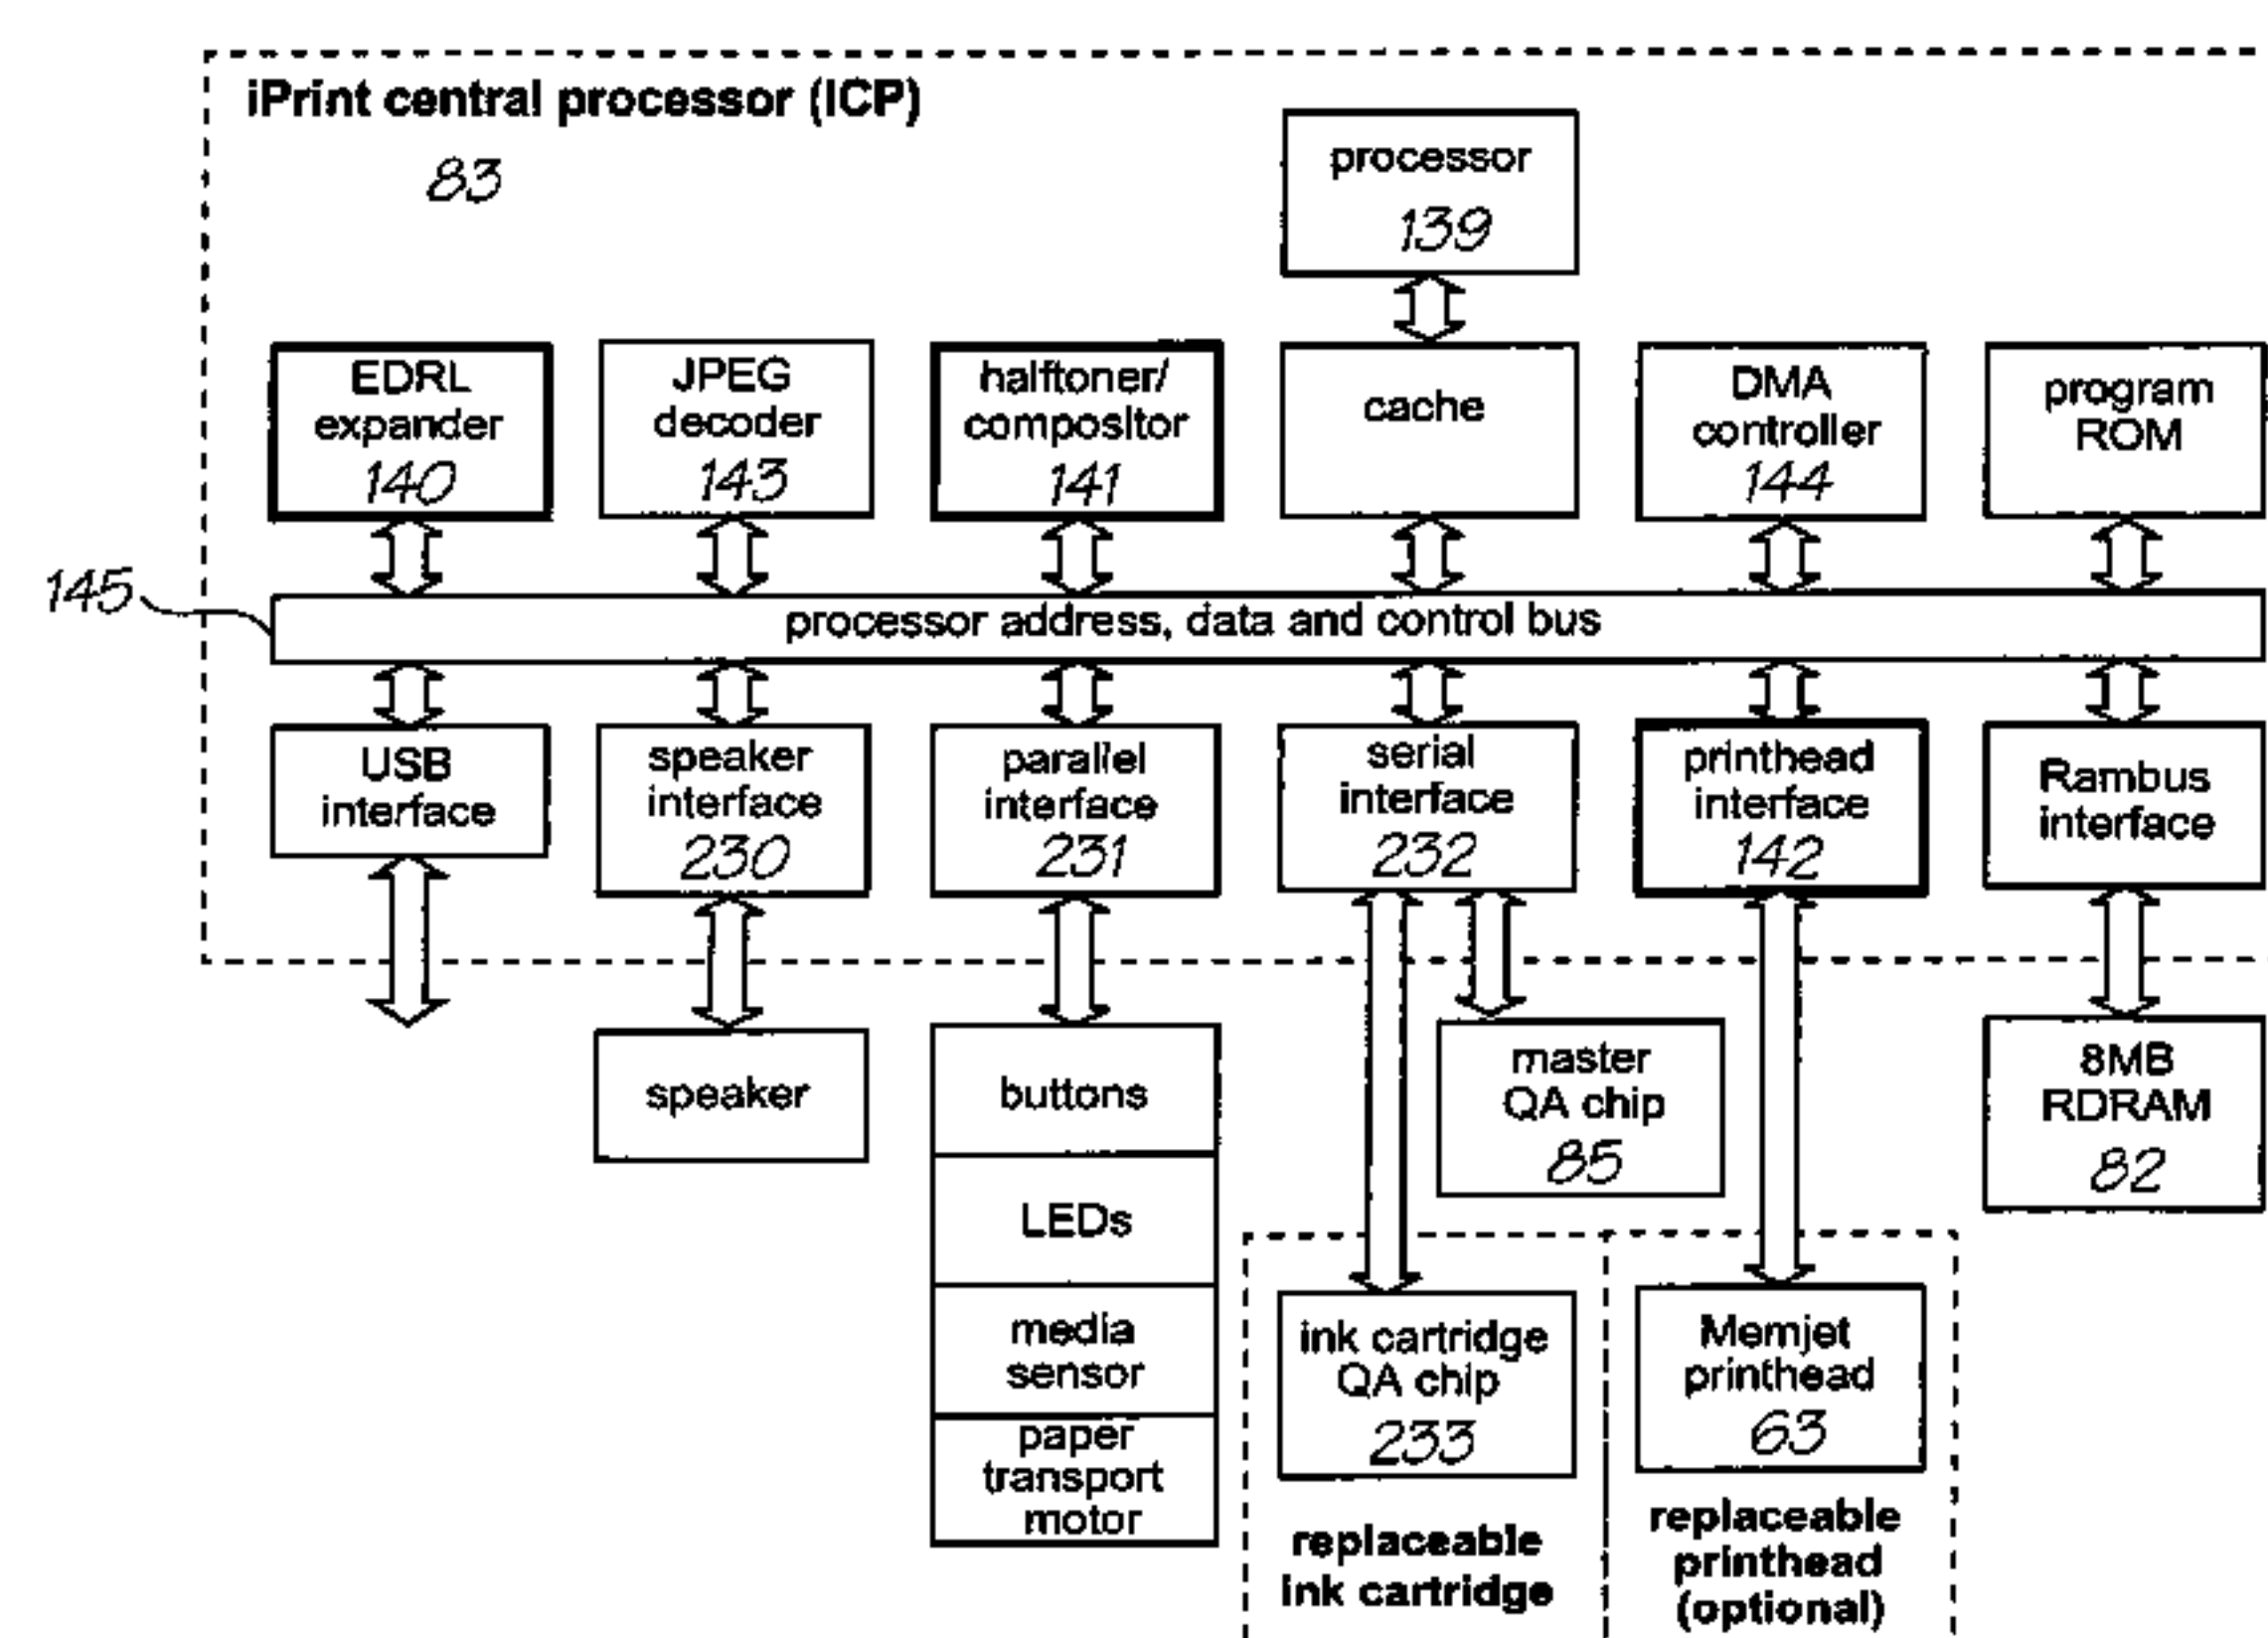 iPrint central processor (ICP)
83
processor
139
EDRL
expander
140
JPEG
decoder
143
halftoner/
compositor
141
cache
DMA
controller
144
program
ROM
145
processor address, data and control bus
USB
interface
speaker
interface
230
parallel
interface
231
serial
interface
232
printhead
interface
142
Rambus
interface
speaker
buttons
LEDs
media
sensor
paper
transport
motor
master
QA chip
85
8MB
RDRAM
82
ink cartridge
QA chip
233
replaceable
ink cartridge
Memjet
printhead
63
replaceable
printhead
(optional)